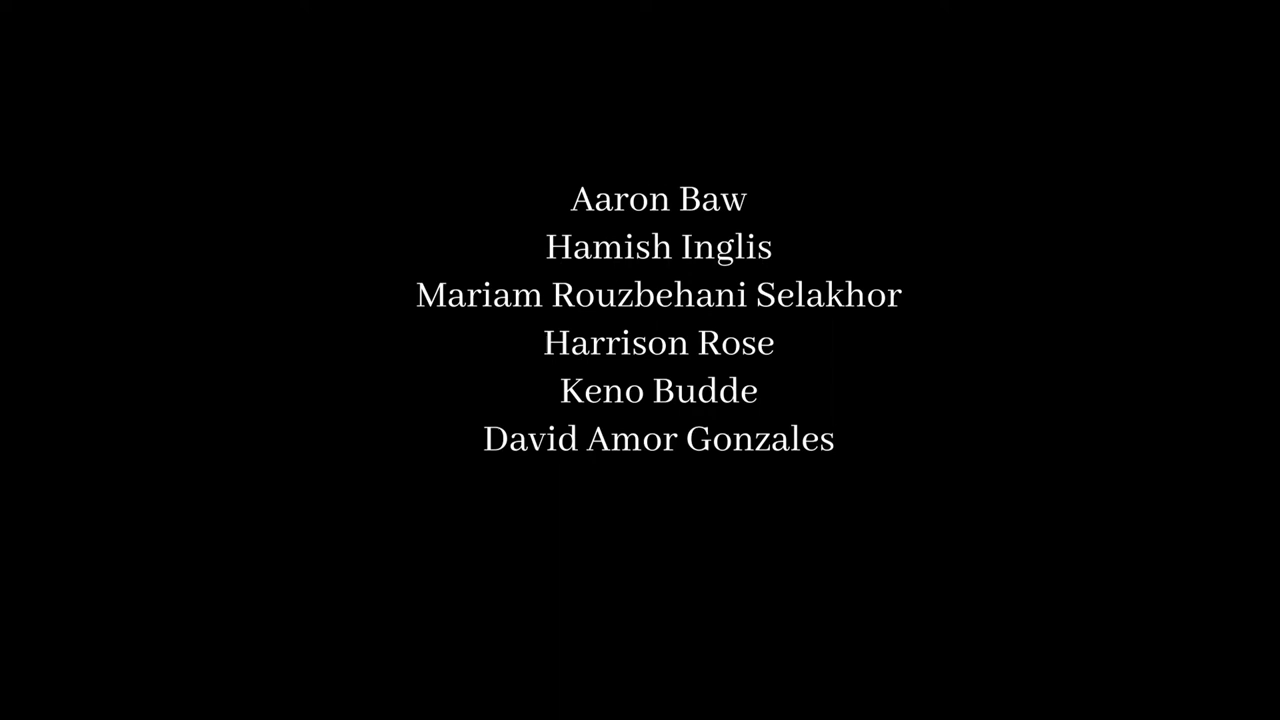 Aaron Baw
Hamish Inglis
Mariam Rouzbehani Selakhor
Harrison Rose
Keno Budde
David Amor Gonzales